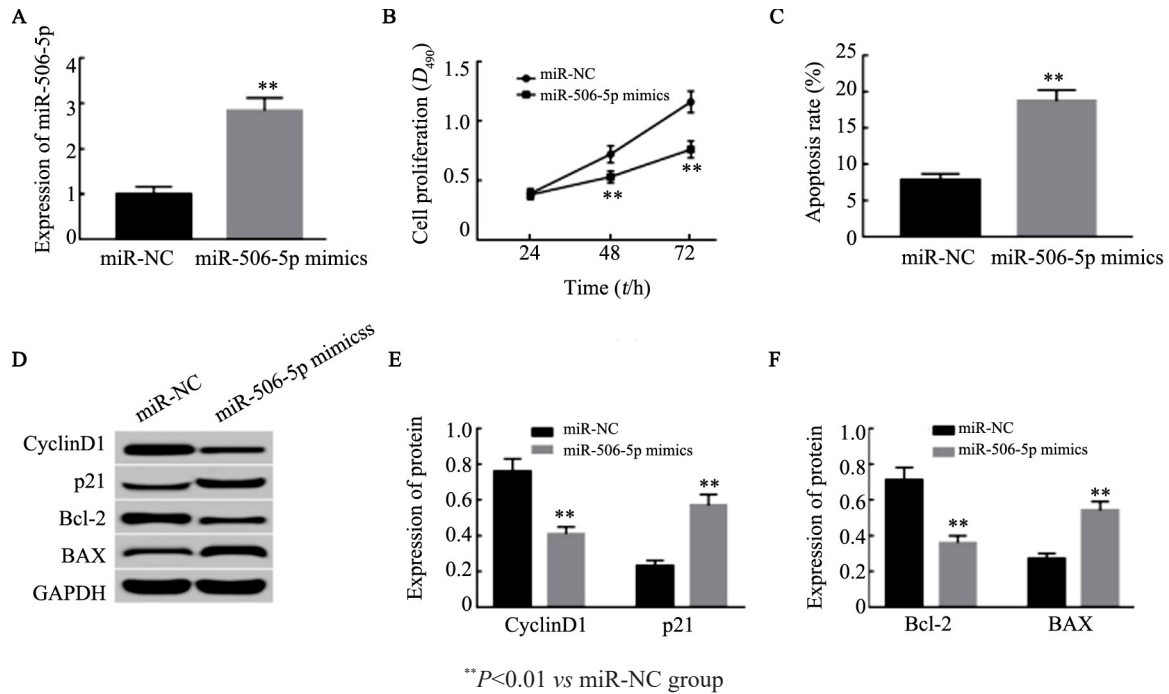 A
Expression of miR-506-5p
4
3
2
1
0
**
miR-NC
miR-506-5p mimics
B
Cell proliferation (D490)
1.5
1.0
0.5
0
miR-NC
miR-506-5p mimics
**
**
24
48
72
Time (t/h)
C
Apoptosis rate (%)
25
20
15
10
5
0
**
miR-NC
miR-506-5p mimics
D
miR-NC
miR-506-5p mimicss
CyclinD1
p21
Bcl-2
BAX
GAPDH
E
Expression of protein
1.0
0.8
0.6
0.4
0.2
0
miR-NC
miR-506-5p mimics
**
**
CyclinD1
p21
F
Expression of protein
1.0
0.8
0.6
0.4
0.2
0
miR-NC
miR-506-5p mimics
**
**
Bcl-2
BAX
**P<0.01 vs miR-NC group